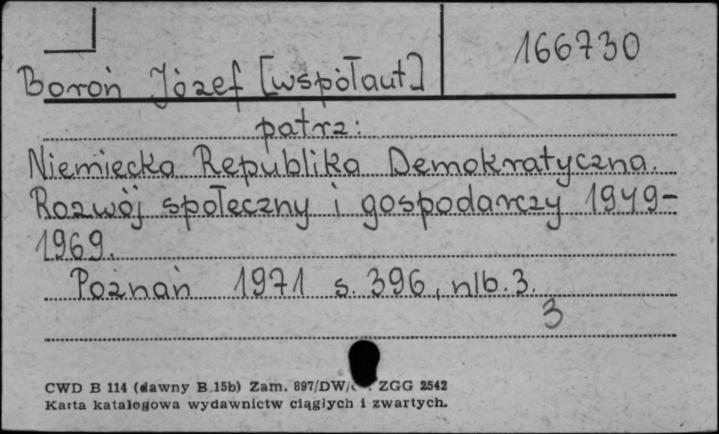 166730
Boroń Józef [współaut]
patrz:
Niemiecka Republika Demokratyczna.
Rozwój społeczny i gospodarczy 1949-
1969.
Poznań 1971 s. 396, nlb. 3.
3
CWD B 114 (dawny B 15b) Zam. 897/DW/ ZGG 2542
Karta katalogowa wydawnictw ciągłych i zwartych.